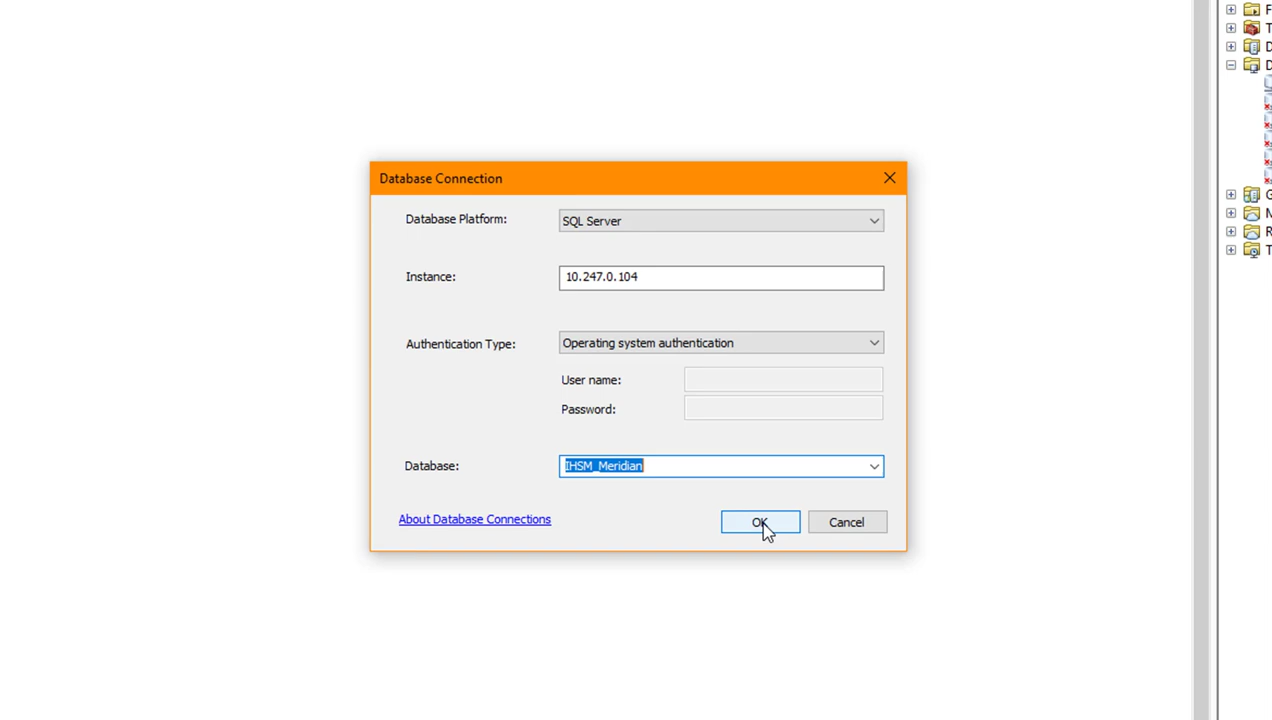 Database Connection
Database Platform: SQL Server
Instance: 10.247.0.104
Authentication Type: Operating system authentication
User name:
Password:
Database: IHSM_Meridian
About Database Connections OK Cancel
F
T
D
D
G
R
T